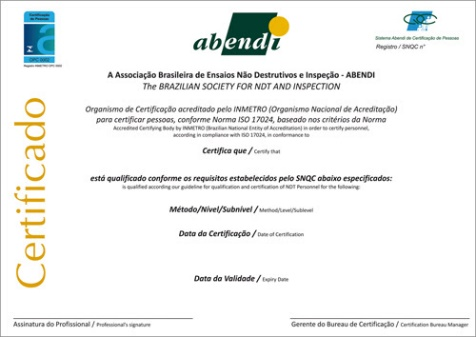 Certificação
de Pessoas
OPC 0002
Registro INMETRO OPC 0002
abendi
Sistema Abendi de Certificação de Pessoas
Registro / SNQC n°
A Associação Brasileira de Ensaios Não Destrutivos e Inspeção - ABENDI
The BRAZILIAN SOCIETY FOR NDT AND INSPECTION
Organismo de Certificação acreditado pelo INMETRO (Organismo Nacional de Acreditação)
para certificar pessoas, conforme Norma ISO 17024, baseado nos critérios da Norma
Accredited Certifying Body by INMETRO (Brazilian National Entity of Accreditation) in order to certify personnel,
according in compliance with ISO 17024, in conformance to
Certifica que / Certify that
está qualificado conforme os requisitos estabelecidos pelo SNQC abaixo especificados:
is qualified according our guideline for qualification and certification of NDT Personnel for the following:
Método/Nível/Subnível / Method/Level/Sublevel
Data da Certificação / Date of Certification
Data da Validade / Expiry Date
Certificado
Assinatura do Profissional / Professional's signature
Gerente do Bureau de Certificação / Certification Bureau Manager